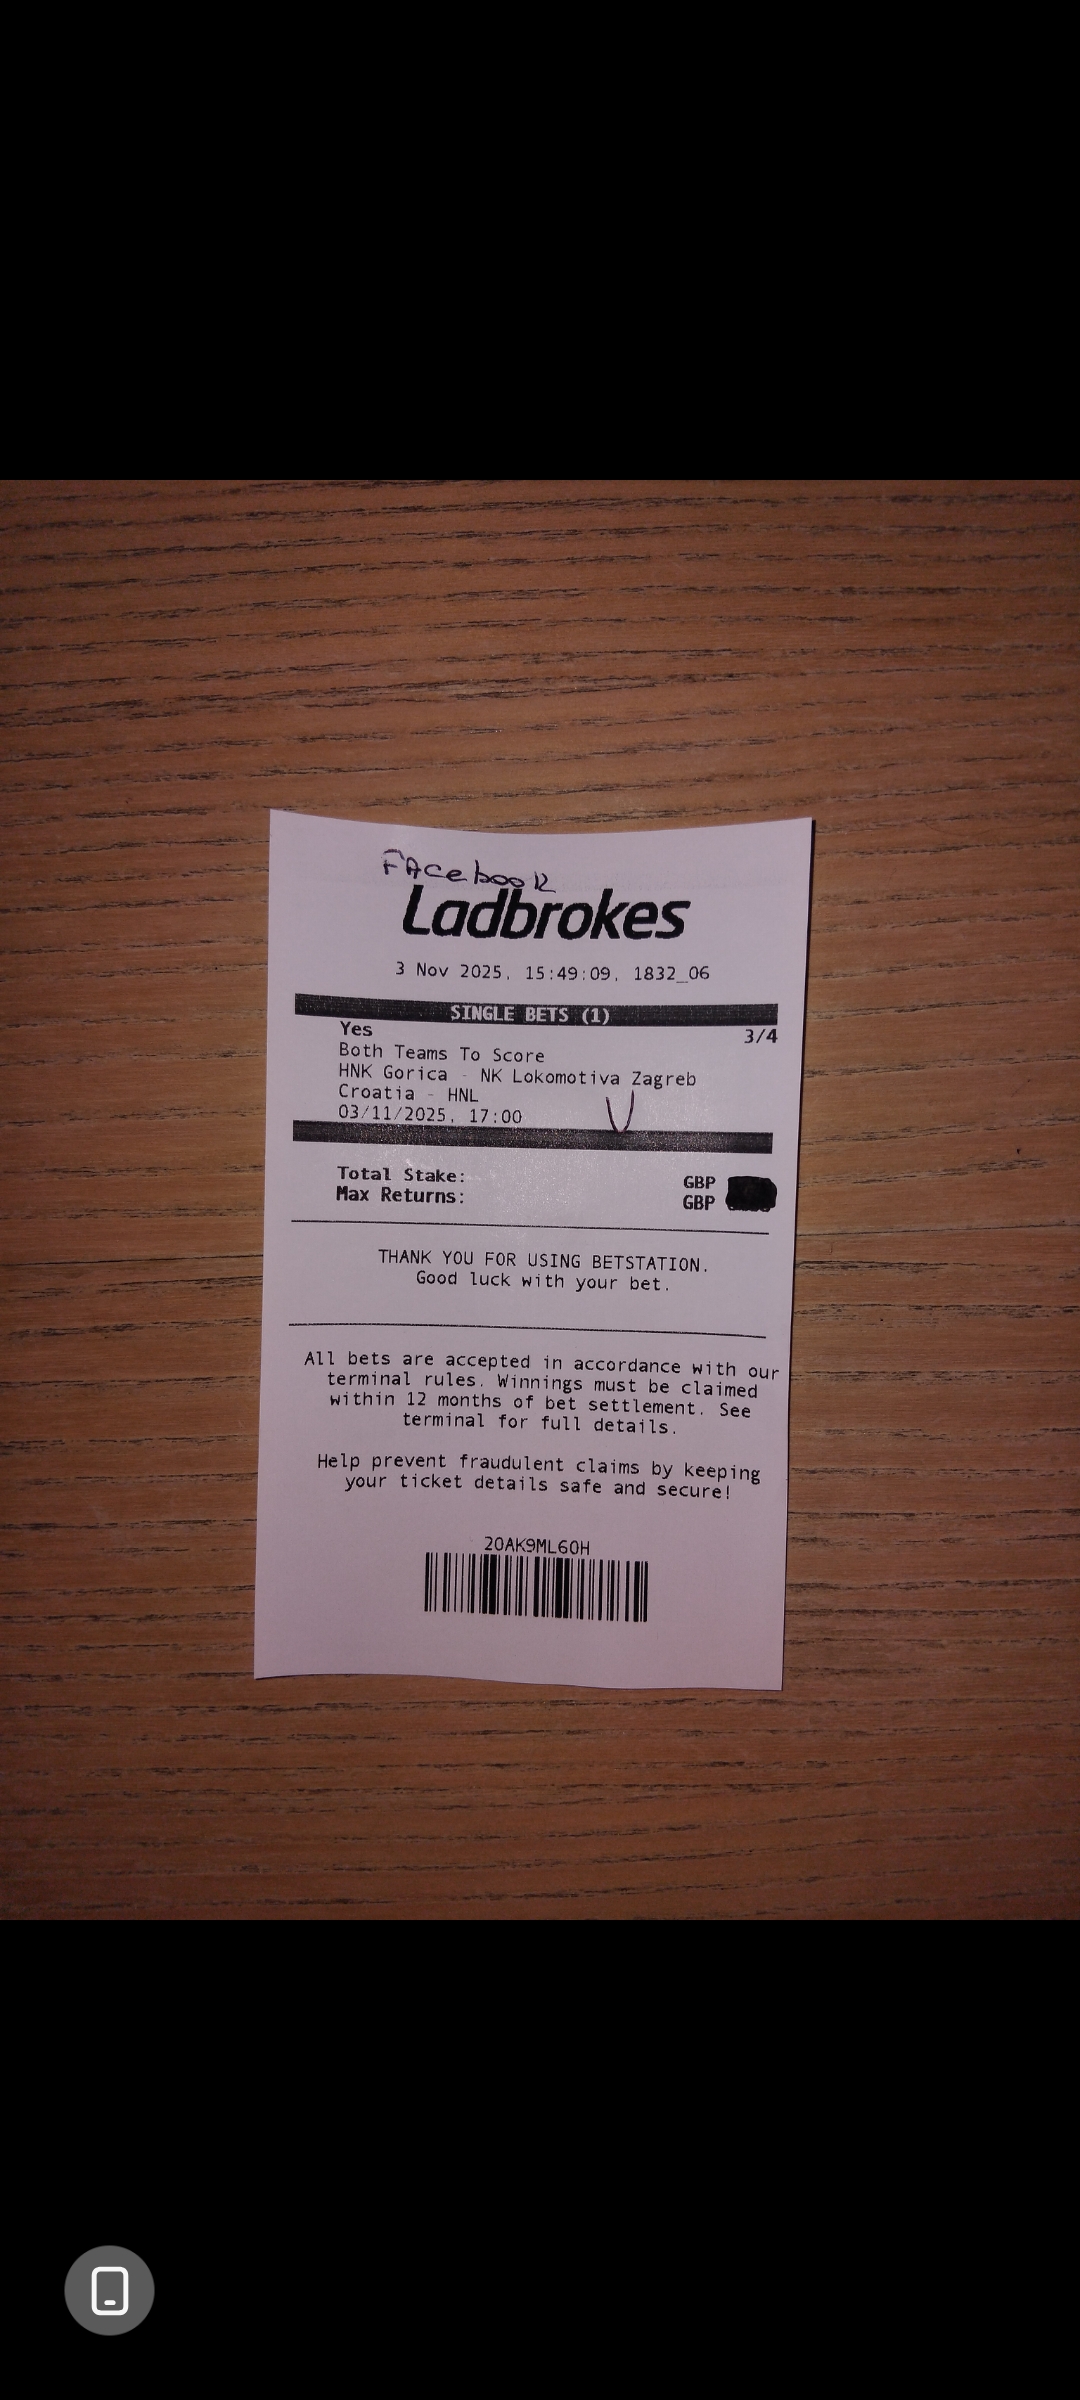 FAcebook
Ladbrokes
3 Nov 2025, 15:49:09, 1832_06
SINGLE BETS (1)
Yes 3/4
Both Teams To Score
HNK Gorica - NK Lokomotiva Zagreb
Croatia - HNL
03/11/2025, 17:00
Total Stake: GBP
Max Returns: GBP
THANK YOU FOR USING BETSTATION.
Good luck with your bet.
All bets are accepted in accordance with our
terminal rules. Winnings must be claimed
within 12 months of bet settlement. See
terminal for full details.
Help prevent fraudulent claims by keeping
your ticket details safe and secure!
20AK9ML60H